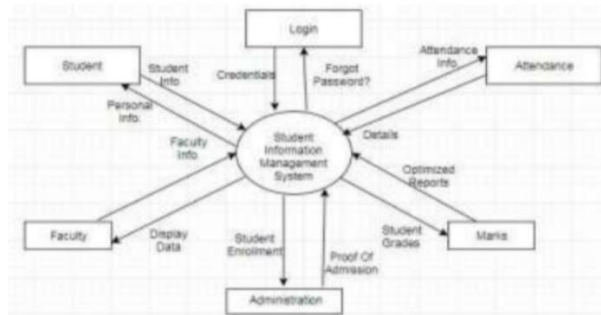 Login
Student
Student
Info
Credentials
Forgot
Password?
Attendance
Info.
Attendance
Personal
Info.
Faculty
Info.
Student
Information
Management
System
Details
Optimized
Reports
Faculty
Display
Data
Student
Enrollment
Proof Of
Admission
Student
Grades
Marks
Administration